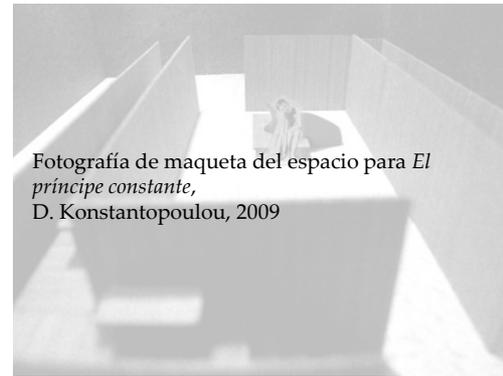 Fotografía de maqueta del espacio para El
príncipe constante,
D. Konstantopoulou, 2009